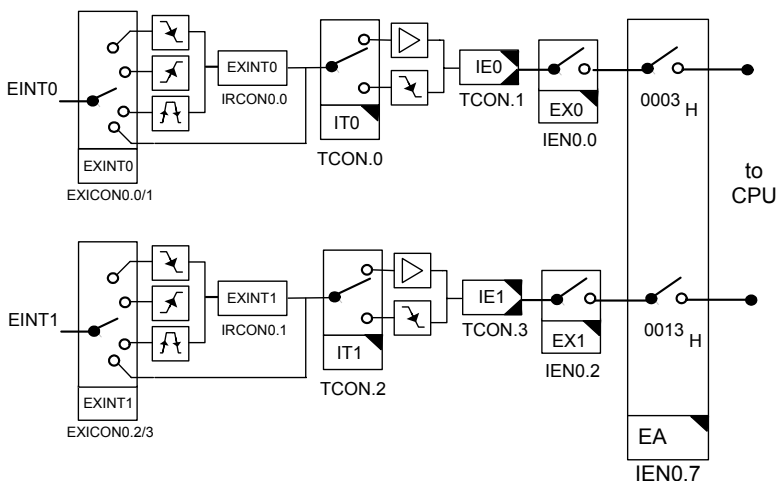 EINT0
EXINT0
EXICON0.0/1
EXINT0
IRCON0.0
IT0
TCON.0
IE0
TCON.1
EX0
IEN0.0
0003 H
to
CPU
EINT1
EXINT1
EXICON0.2/3
EXINT1
IRCON0.1
IT1
TCON.2
IE1
TCON.3
EX1
IEN0.2
0013 H
EA
IEN0.7